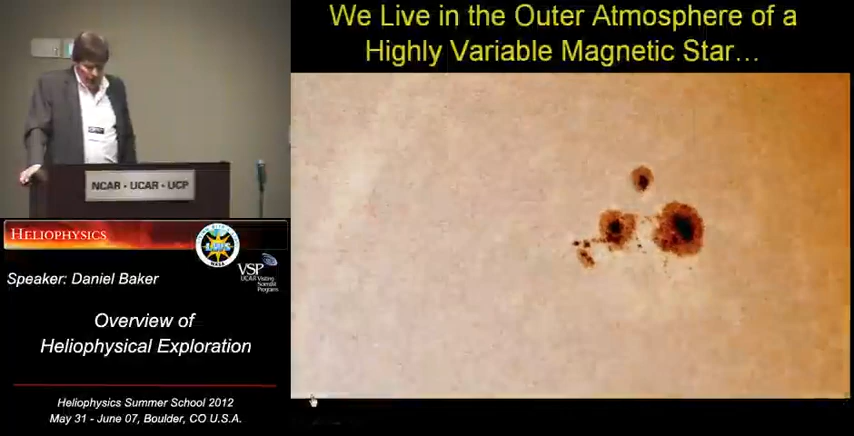 We Live in the Outer Atmosphere of a
Highly Variable Magnetic Star…
NCAR • UCAR • UCP
HELIOPHYSICS
VSP
UCAR Visiting
Scientist
Programs
Speaker: Daniel Baker
Overview of
Heliophysical Exploration
Heliophysics Summer School 2012
May 31 - June 07, Boulder, CO U.S.A.